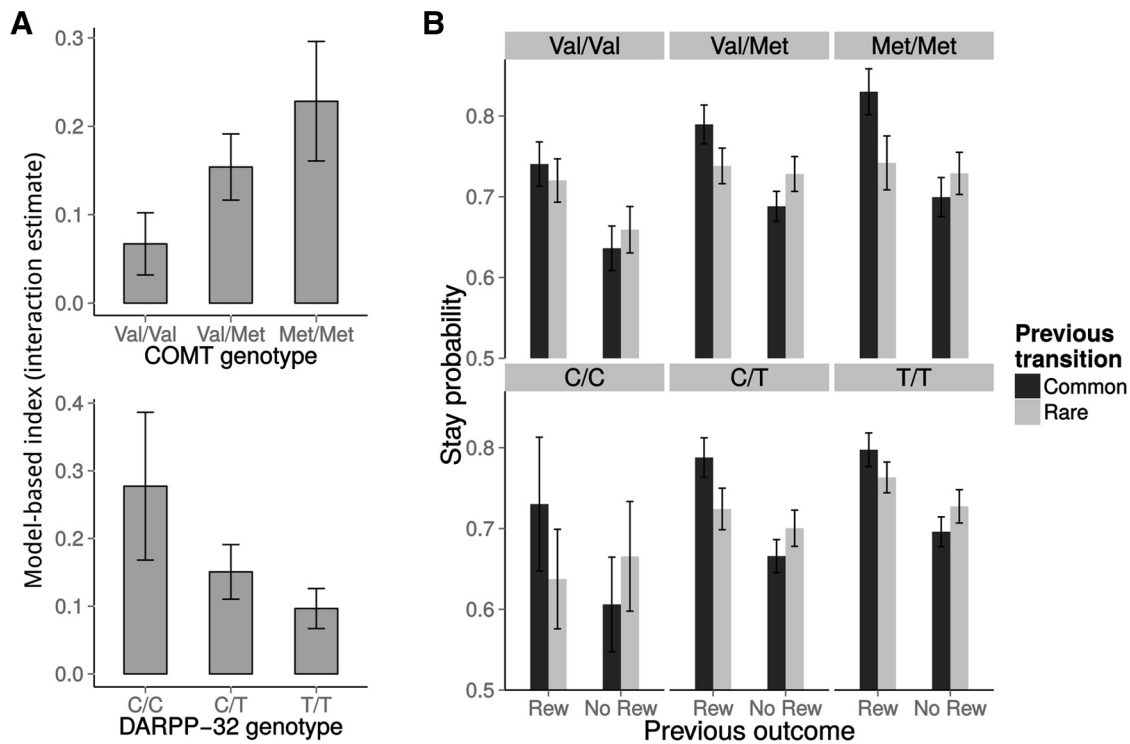 A
Model-based index (interaction estimate)
0.3
0.2
0.1
0.0
Val/Val Val/Met Met/Met
COMT genotype
0.4
0.3
0.2
0.1
0.0
C/C C/T T/T
DARPP-32 genotype
B
Stay probability
Val/Val Val/Met Met/Met
0.8
0.7
0.6
0.5
C/C C/T T/T
0.8
0.7
0.6
0.5
Rew No Rew Rew No Rew Rew No Rew
Previous outcome
Previous
transition
Common
Rare